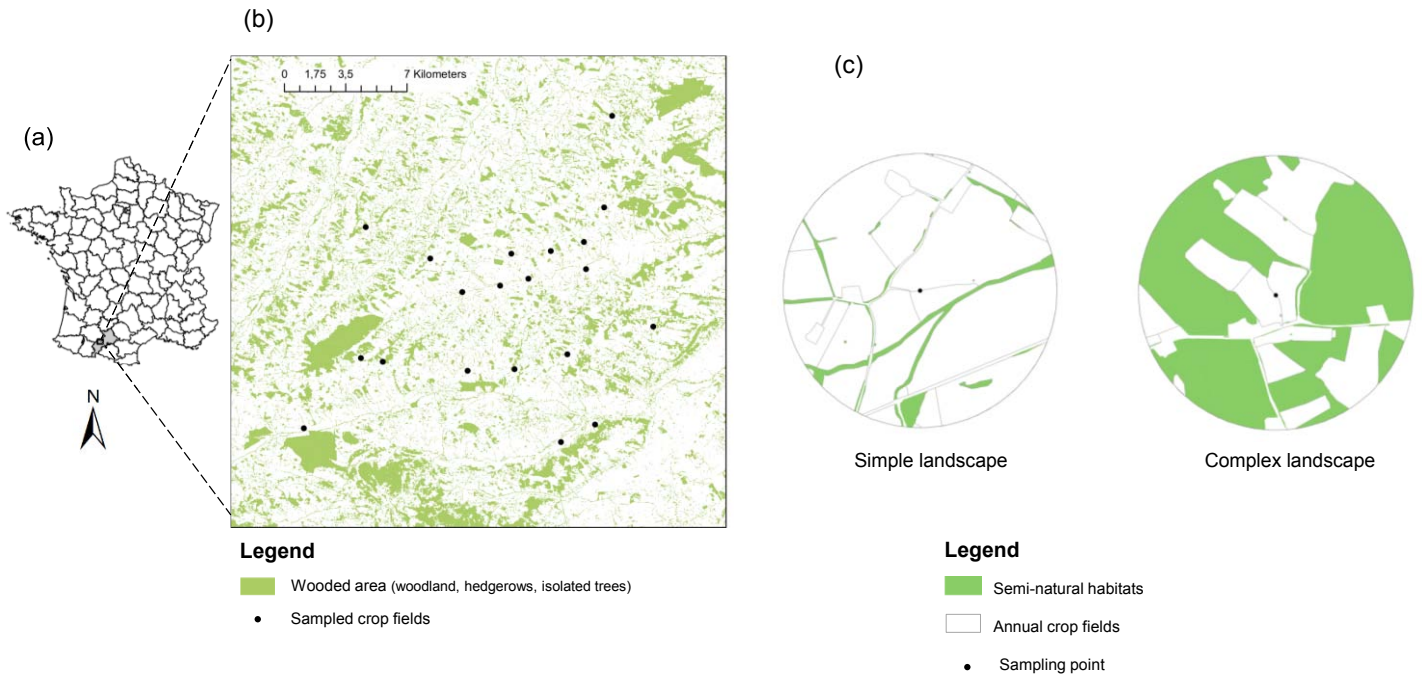 (b)
(a)
0 1,75 3,5 7 Kilometers
(c)
N
Simple landscape
Complex landscape
Legend
Wooded area (woodland, hedgerows, isolated trees)
Sampled crop fields
Legend
Semi-natural habitats
Annual crop fields
Sampling point